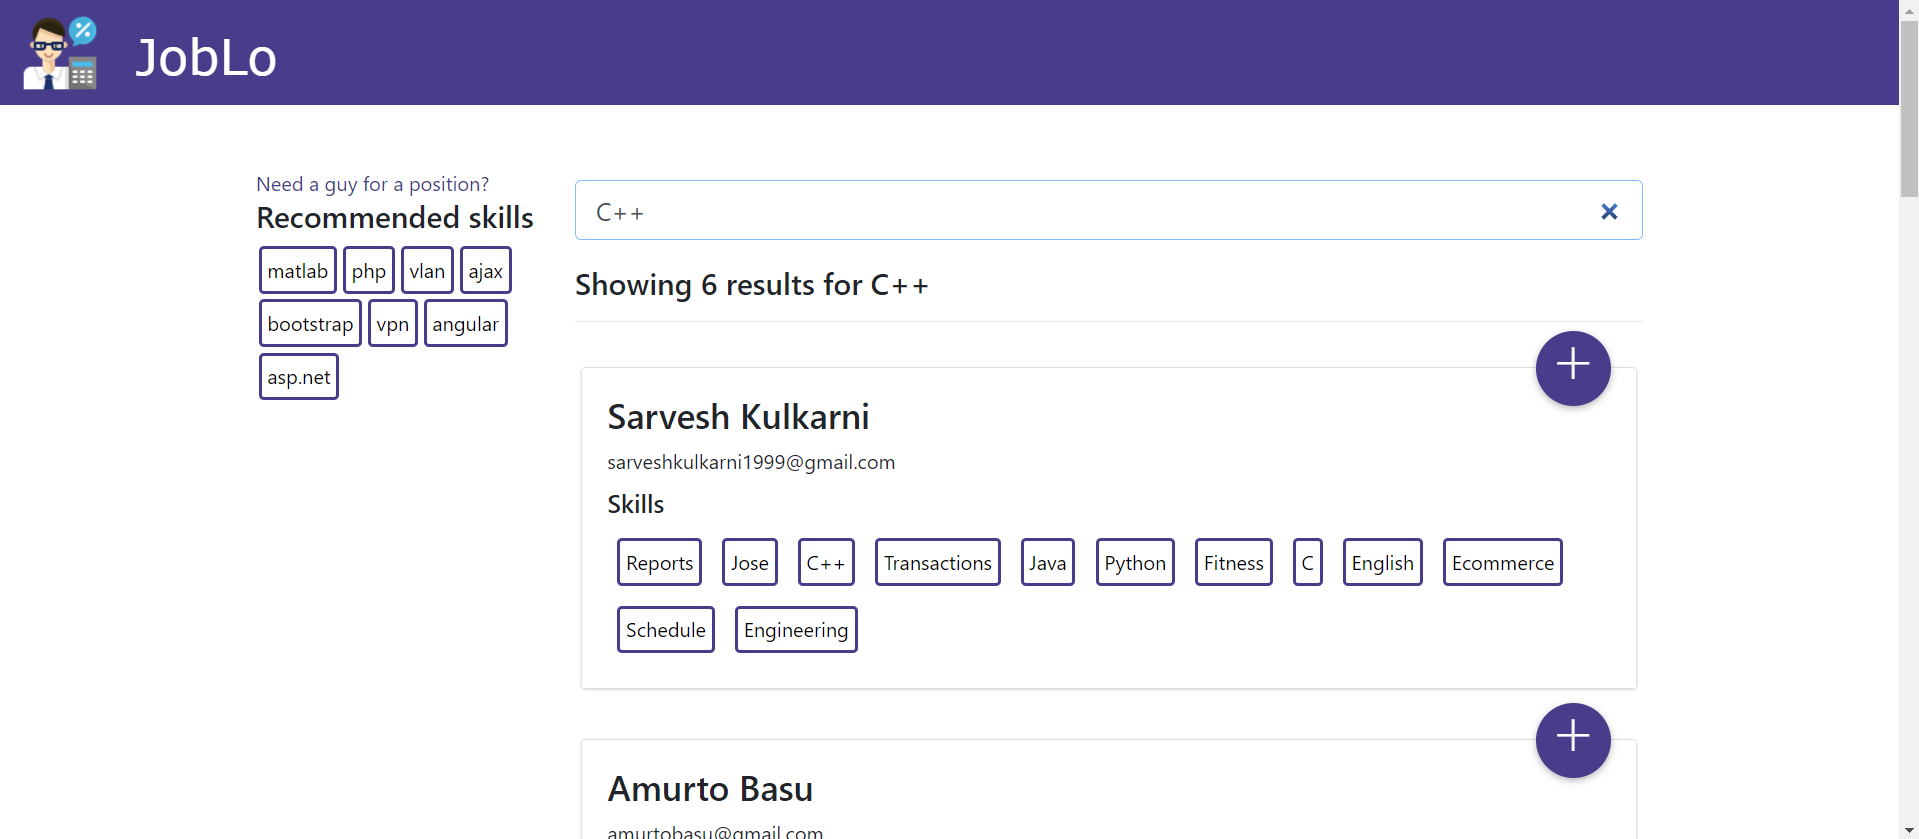 JobLo
Need a guy for a position?
Recommended skills
matlab php vlan ajax
bootstrap vpn angular
asp.net
C++
Showing 6 results for C++
Sarvesh Kulkarni
sarveshkulkarni1999@gmail.com
Skills
Reports Jose C++ Transactions Java Python Fitness C English Ecommerce
Schedule Engineering
Amurto Basu
amurtobasu@gmail.com